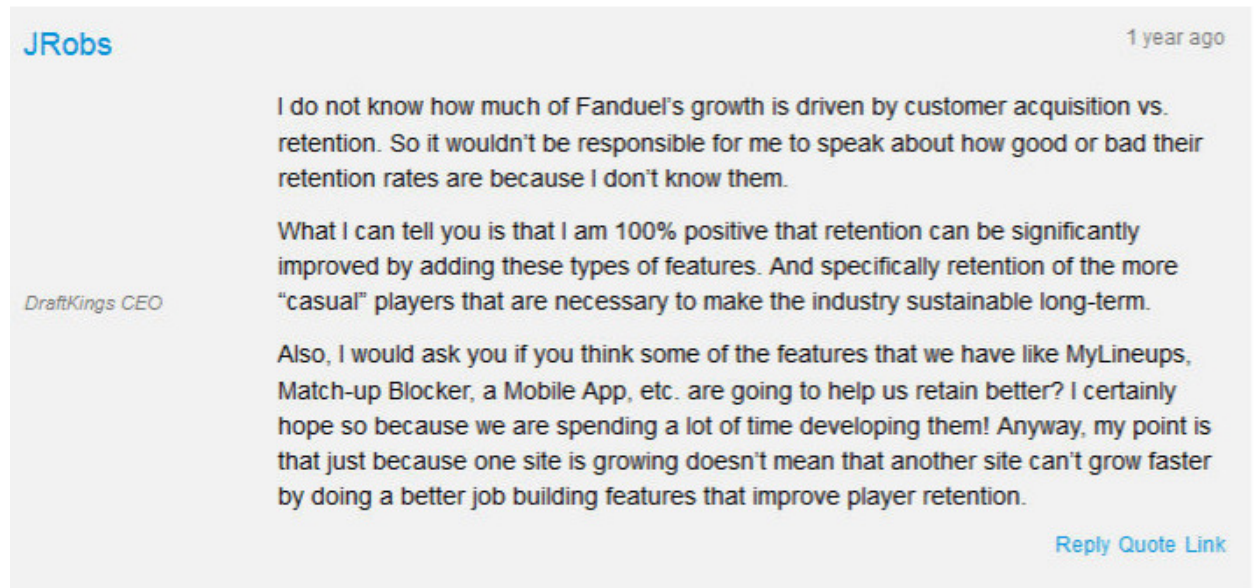 JRobs
1 year ago
I do not know how much of Fanduel's growth is driven by customer acquisition vs.
retention. So it wouldn't be responsible for me to speak about how good or bad their
retention rates are because I don't know them.
What I can tell you is that I am 100% positive that retention can be significantly
improved by adding these types of features. And specifically retention of the more
DraftKings CEO
“casual” players that are necessary to make the industry sustainable long-term.
Also, I would ask you if you think some of the features that we have like MyLineups,
Match-up Blocker, a Mobile App, etc. are going to help us retain better? I certainly
hope so because we are spending a lot of time developing them! Anyway, my point is
that just because one site is growing doesn't mean that another site can't grow faster
by doing a better job building features that improve player retention.
Reply Quote Link